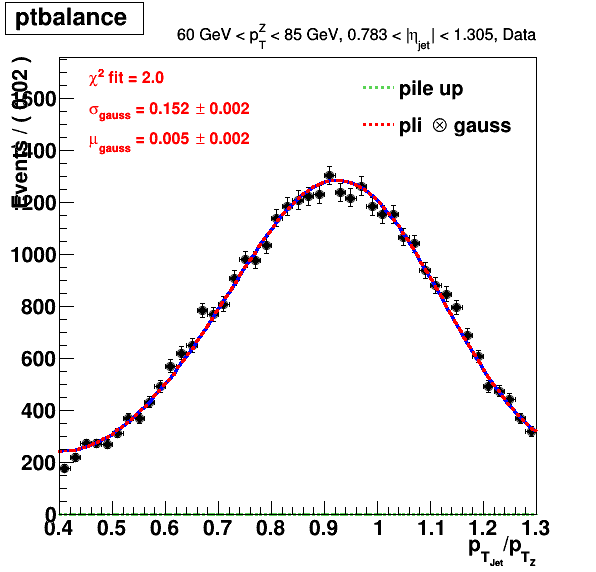 ptbalance
60 GeV < p_T^Z < 85 GeV, 0.783 < |η_jet| < 1.305, Data
χ² fit = 2.0
σ_gauss = 0.152 ± 0.002
μ_gauss = 0.005 ± 0.002
pile up
pli ⊗ gauss
Events / ( 0.02 )
1600
1400
1200
1000
800
600
400
200
0
0.4 0.5 0.6 0.7 0.8 0.9 1 1.1 1.2 1.3
p_T_Jet/p_T_Z